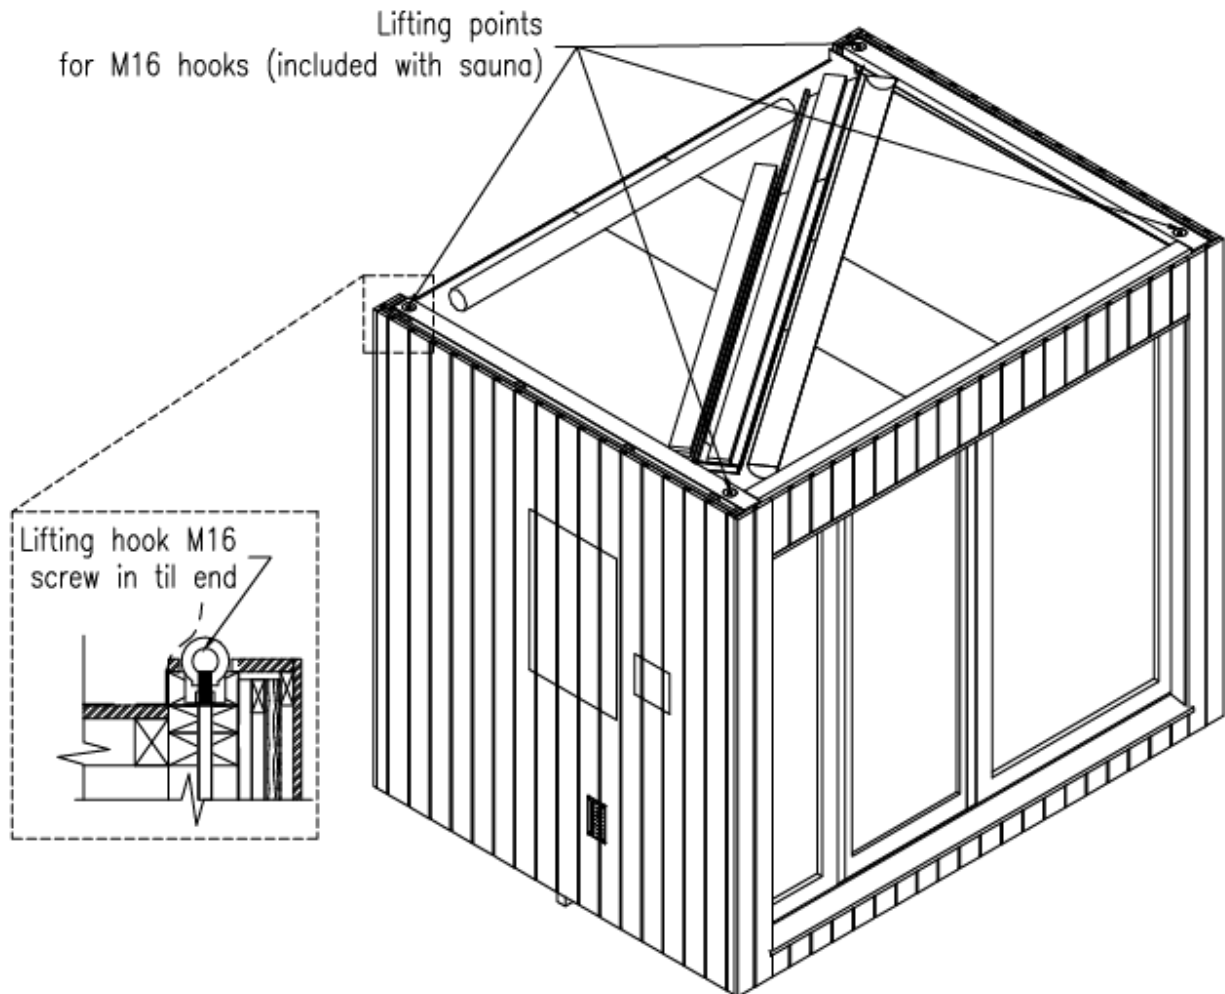 Lifting points
for M16 hooks (included with sauna)
Lifting hook M16
screw in til end